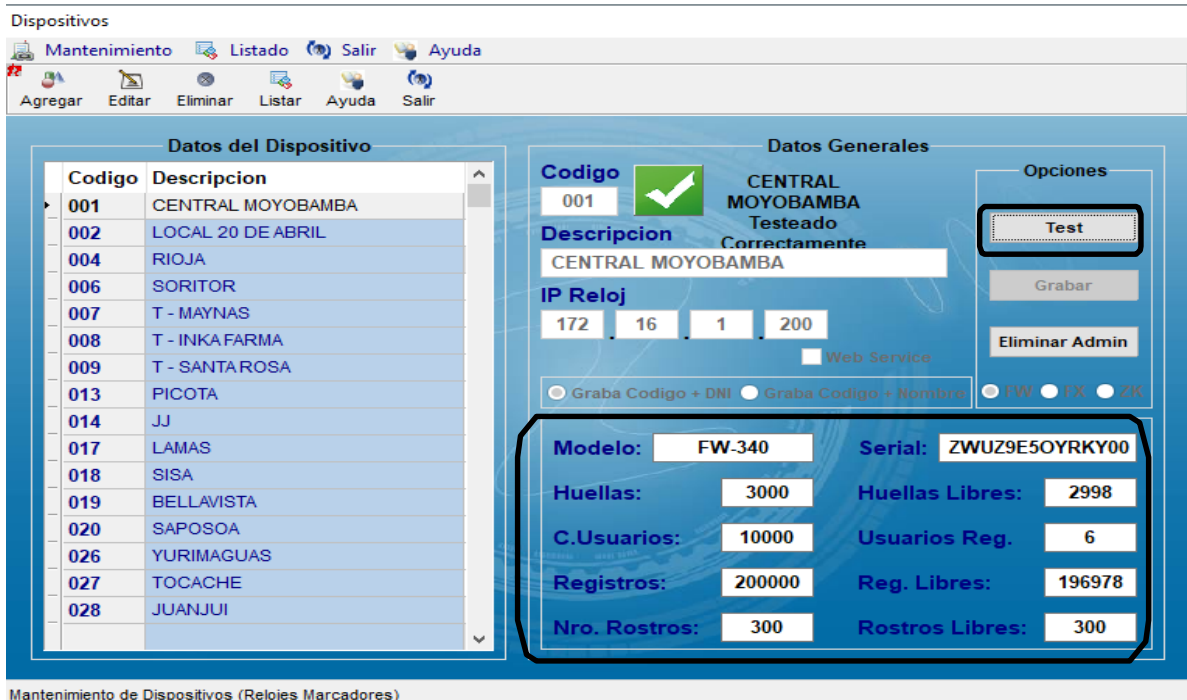 Dispositivos
Mantenimiento Listado Salir Ayuda
Agregar Editar Eliminar Listar Ayuda Salir
Datos del Dispositivo
Codigo Descripcion
001 CENTRAL MOYOBAMBA
002 LOCAL 20 DE ABRIL
004 RIOJA
006 SORITOR
007 T - MAYNAS
008 T - INKAFARMA
009 T - SANTA ROSA
013 PICOTA
014 JJ
017 LAMAS
018 SISA
019 BELLAVISTA
020 SAPOSOA
026 YURIMAGUAS
027 TOCACHE
028 JUANJUI
Datos Generales
Codigo
001
CENTRAL
MOYOBAMBA
Testeado
Correctamente
Descripcion
CENTRAL MOYOBAMBA
IP Reloj
172 . 16 . 1 . 200
Web Service
Graba Codigo + DNI Graba Codigo + Nombre
Opciones
Test
Grabar
Eliminar Admin
FW FX ZK
Modelo: FW-340 Serial: ZWUZ9E5OYRKY00
Huellas: 3000 Huellas Libres: 2998
C.Usuarios: 10000 Usuarios Reg. 6
Registros: 200000 Reg. Libres: 196978
Nro. Rostros: 300 Rostros Libres: 300
Mantenimiento de Dispositivos (Relojes Marcadores)